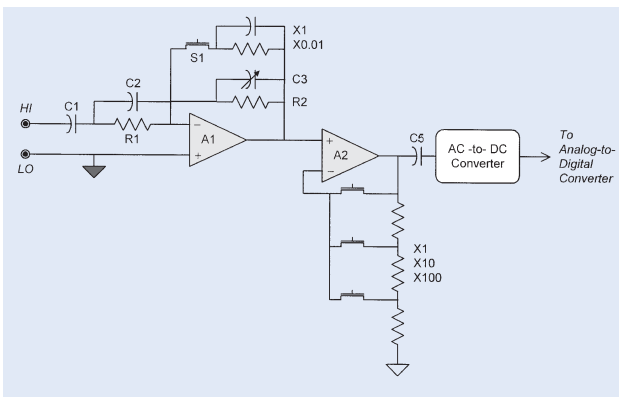 X1
X0.01
S1
C2
C3
HI
C1
R2
R1
A1
LO
A2
C5
AC -to- DC
Converter
To
Analog-to-
Digital
Converter
X1
X10
X100